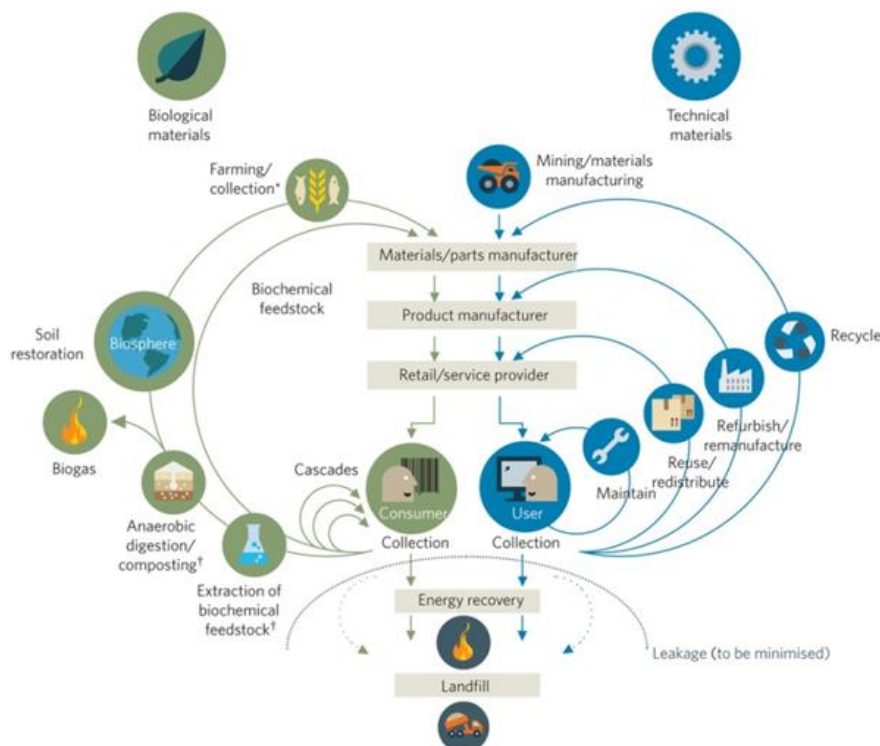 Biological
materials
Technical
materials
Farming/
collection*
Mining/materials
manufacturing
Materials/parts manufacturer
Biochemical
feedstock
Product manufacturer
Soil
restoration
Biosphere
Recycle
Retail/service provider
Refurbish/
remanufacture
Biogas
Cascades
Reuse/
redistribute
Maintain
Consumer
User
Anaerobic
digestion/
composting†
Collection
Collection
Extraction of
biochemical
feedstock†
Energy recovery
Leakage (to be minimised)
Landfill